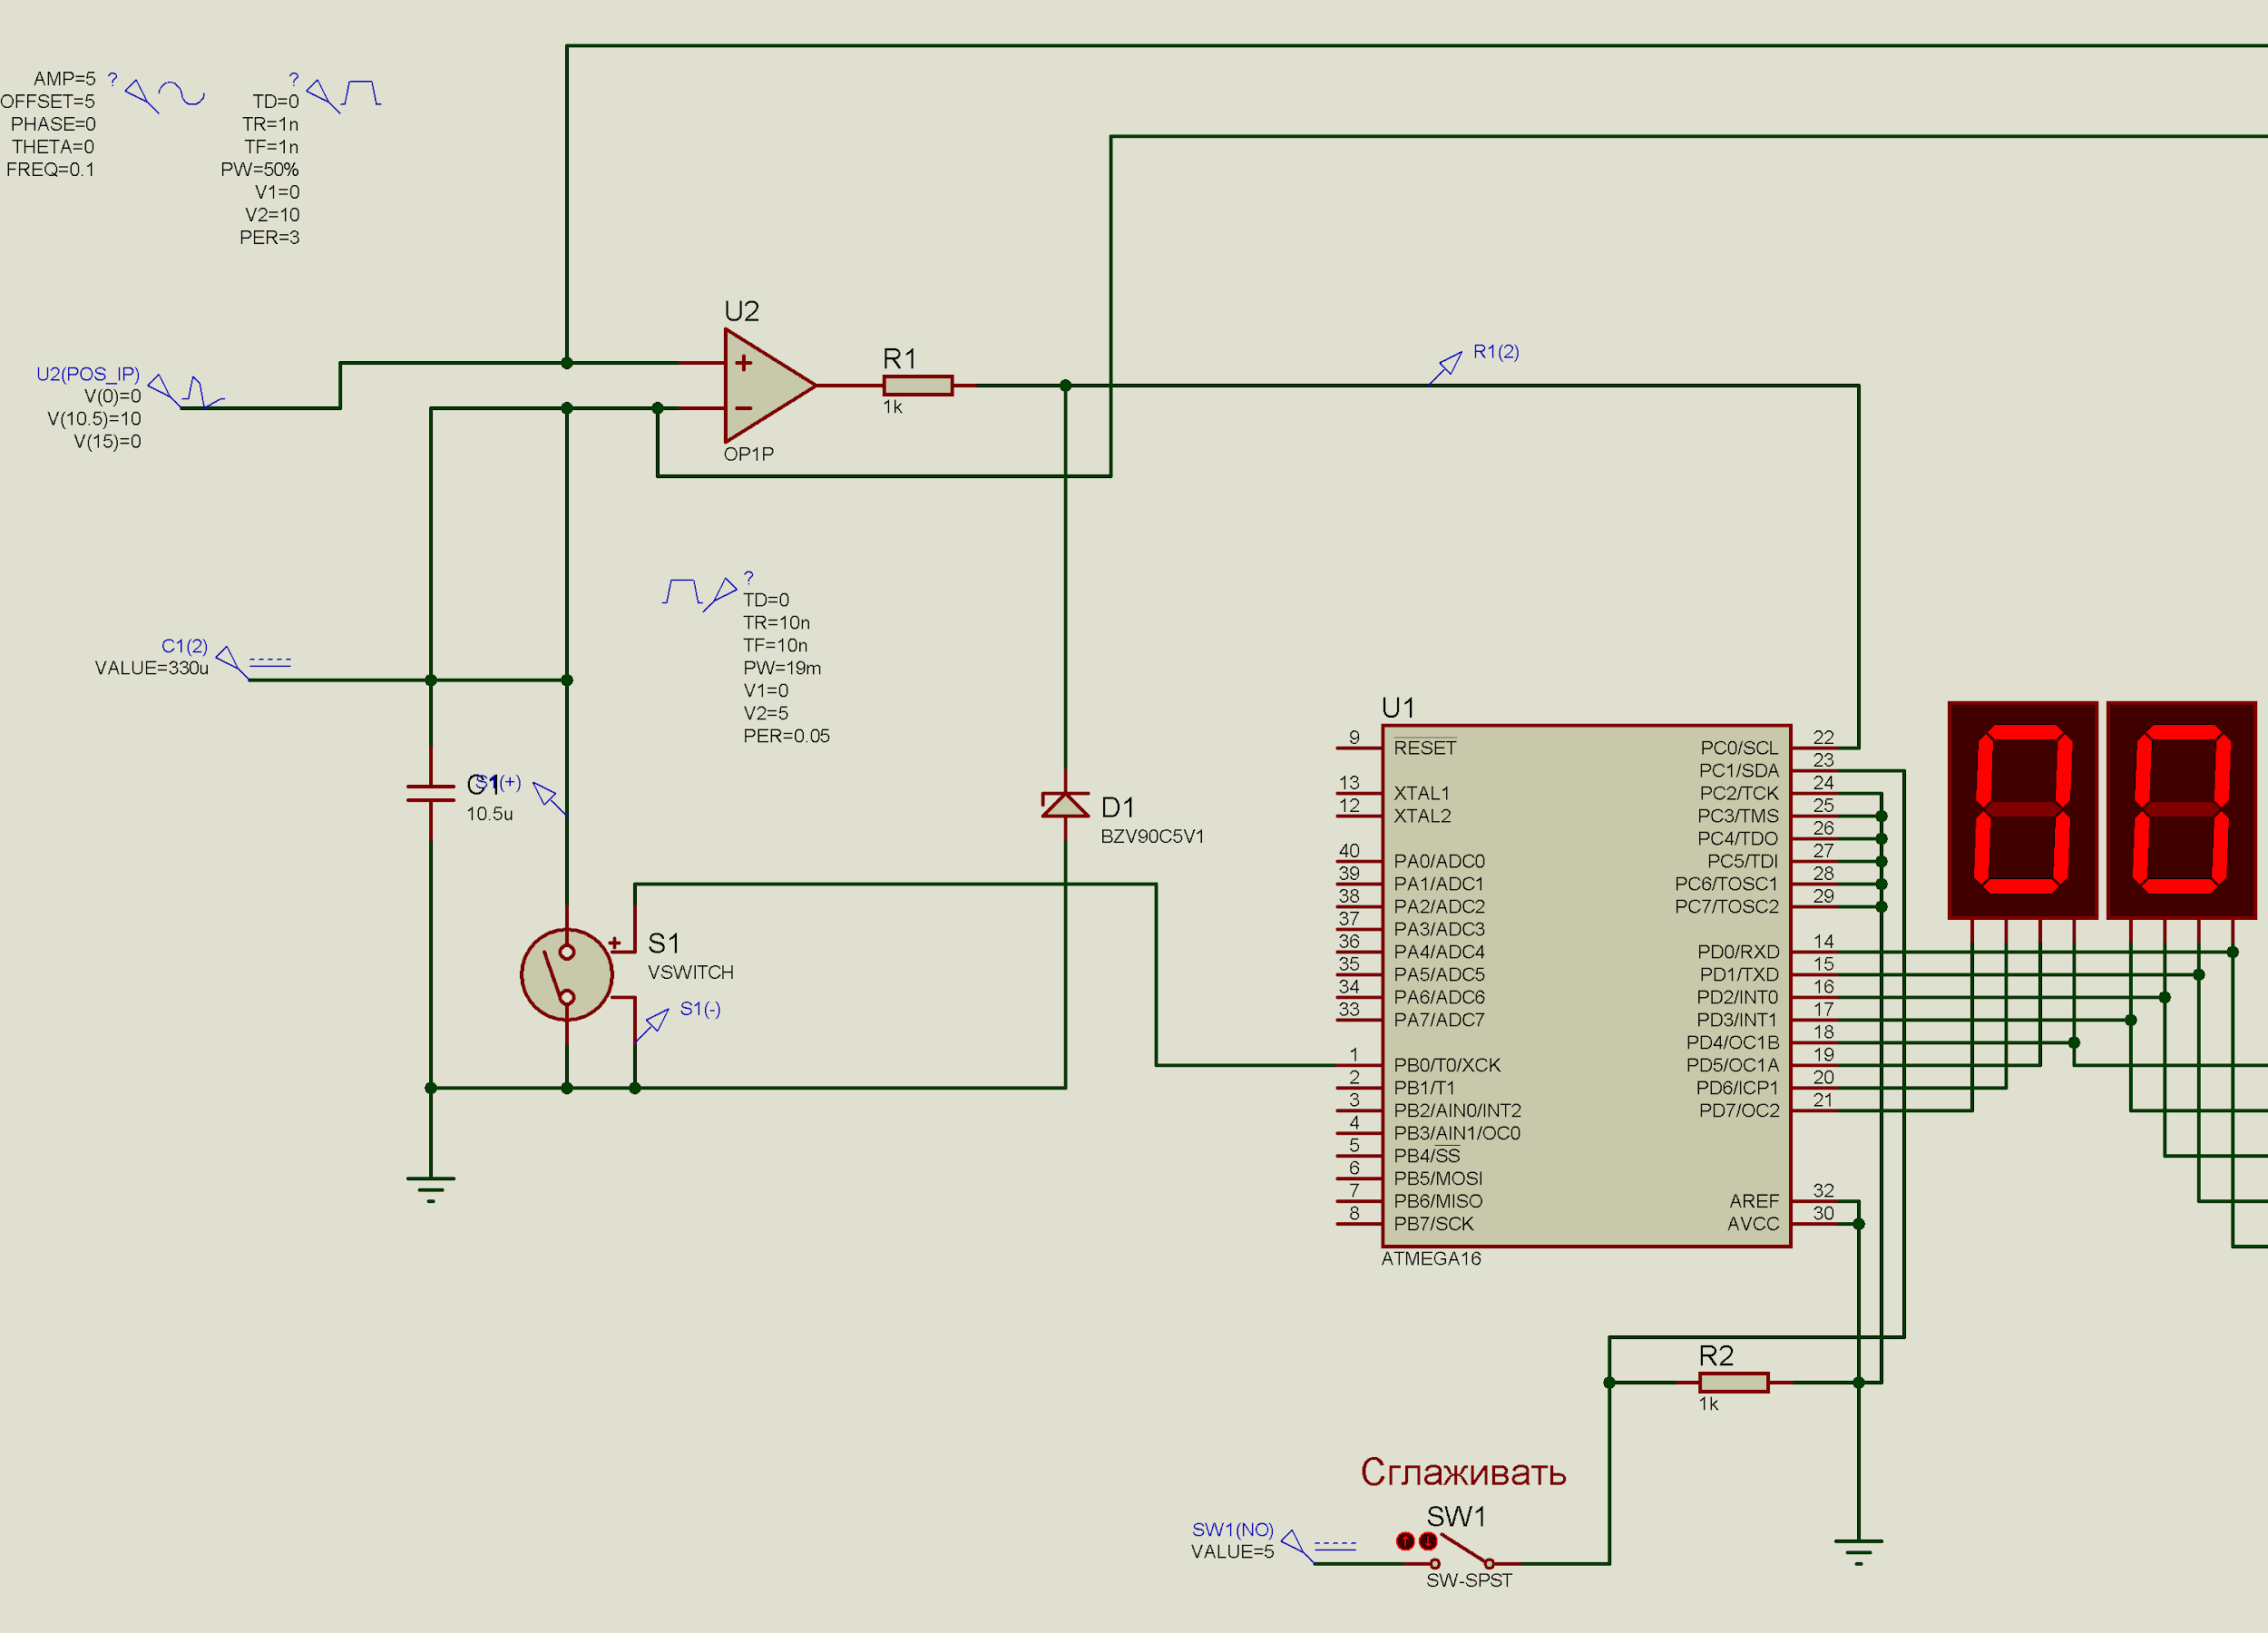 AMP=5
OFFSET=5
PHASE=0
THETA=0
FREQ=0.1
?
?
TD=0
TR=1n
TF=1n
PW=50%
V1=0
V2=10
PER=3
U2(POS_IP)
V(0)=0
V(10.5)=10
V(15)=0
U2
+
−
OP1P
R1
1k
R1(2)
?
TD=0
TR=10n
TF=10n
PW=19m
V1=0
V2=5
PER=0.05
C1(2)
VALUE=330u
C1
10.5u
S1(+)
+
S1
VSWITCH
S1(-)
D1
BZV90C5V1
U1
9 RESET
13 XTAL1
12 XTAL2
40 PA0/ADC0
39 PA1/ADC1
38 PA2/ADC2
37 PA3/ADC3
36 PA4/ADC4
35 PA5/ADC5
34 PA6/ADC6
33 PA7/ADC7
1 PB0/T0/XCK
2 PB1/T1
3 PB2/AIN0/INT2
4 PB3/AIN1/OC0
5 PB4/SS
6 PB5/MOSI
7 PB6/MISO
8 PB7/SCK
PC0/SCL 22
PC1/SDA 23
PC2/TCK 24
PC3/TMS 25
PC4/TDO 26
PC5/TDI 27
PC6/TOSC1 28
PC7/TOSC2 29
PD0/RXD 14
PD1/TXD 15
PD2/INT0 16
PD3/INT1 17
PD4/OC1B 18
PD5/OC1A 19
PD6/ICP1 20
PD7/OC2 21
AREF 32
AVCC 30
ATMEGA16
00
R2
1k
Сглаживать
SW1
SW1(NO)
VALUE=5
SW-SPST